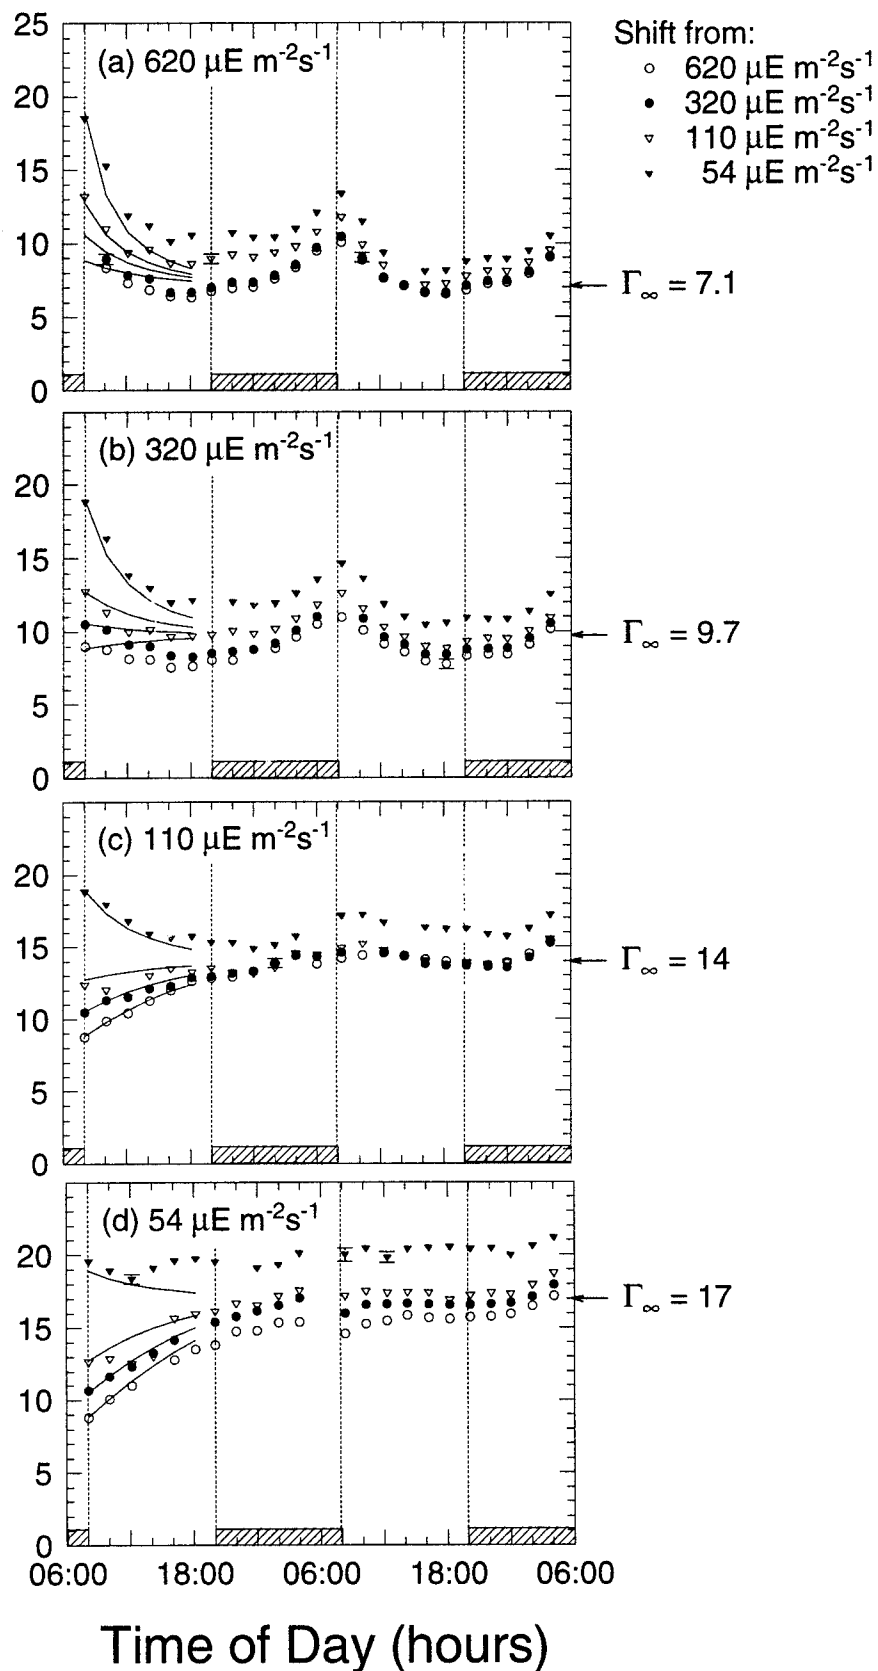 Shift from:
○ 620 µE m⁻²s⁻¹
● 320 µE m⁻²s⁻¹
▽ 110 µE m⁻²s⁻¹
▼ 54 µE m⁻²s⁻¹
25
(a) 620 µE m⁻²s⁻¹
20
15
10
Γ∞ = 7.1
5
0
(b) 320 µE m⁻²s⁻¹
20
15
10
Γ∞ = 9.7
5
0
(c) 110 µE m⁻²s⁻¹
20
15
Γ∞ = 14
10
5
0
(d) 54 µE m⁻²s⁻¹
20
Γ∞ = 17
15
10
5
0
06:00 18:00 06:00 18:00 06:00
Time of Day (hours)